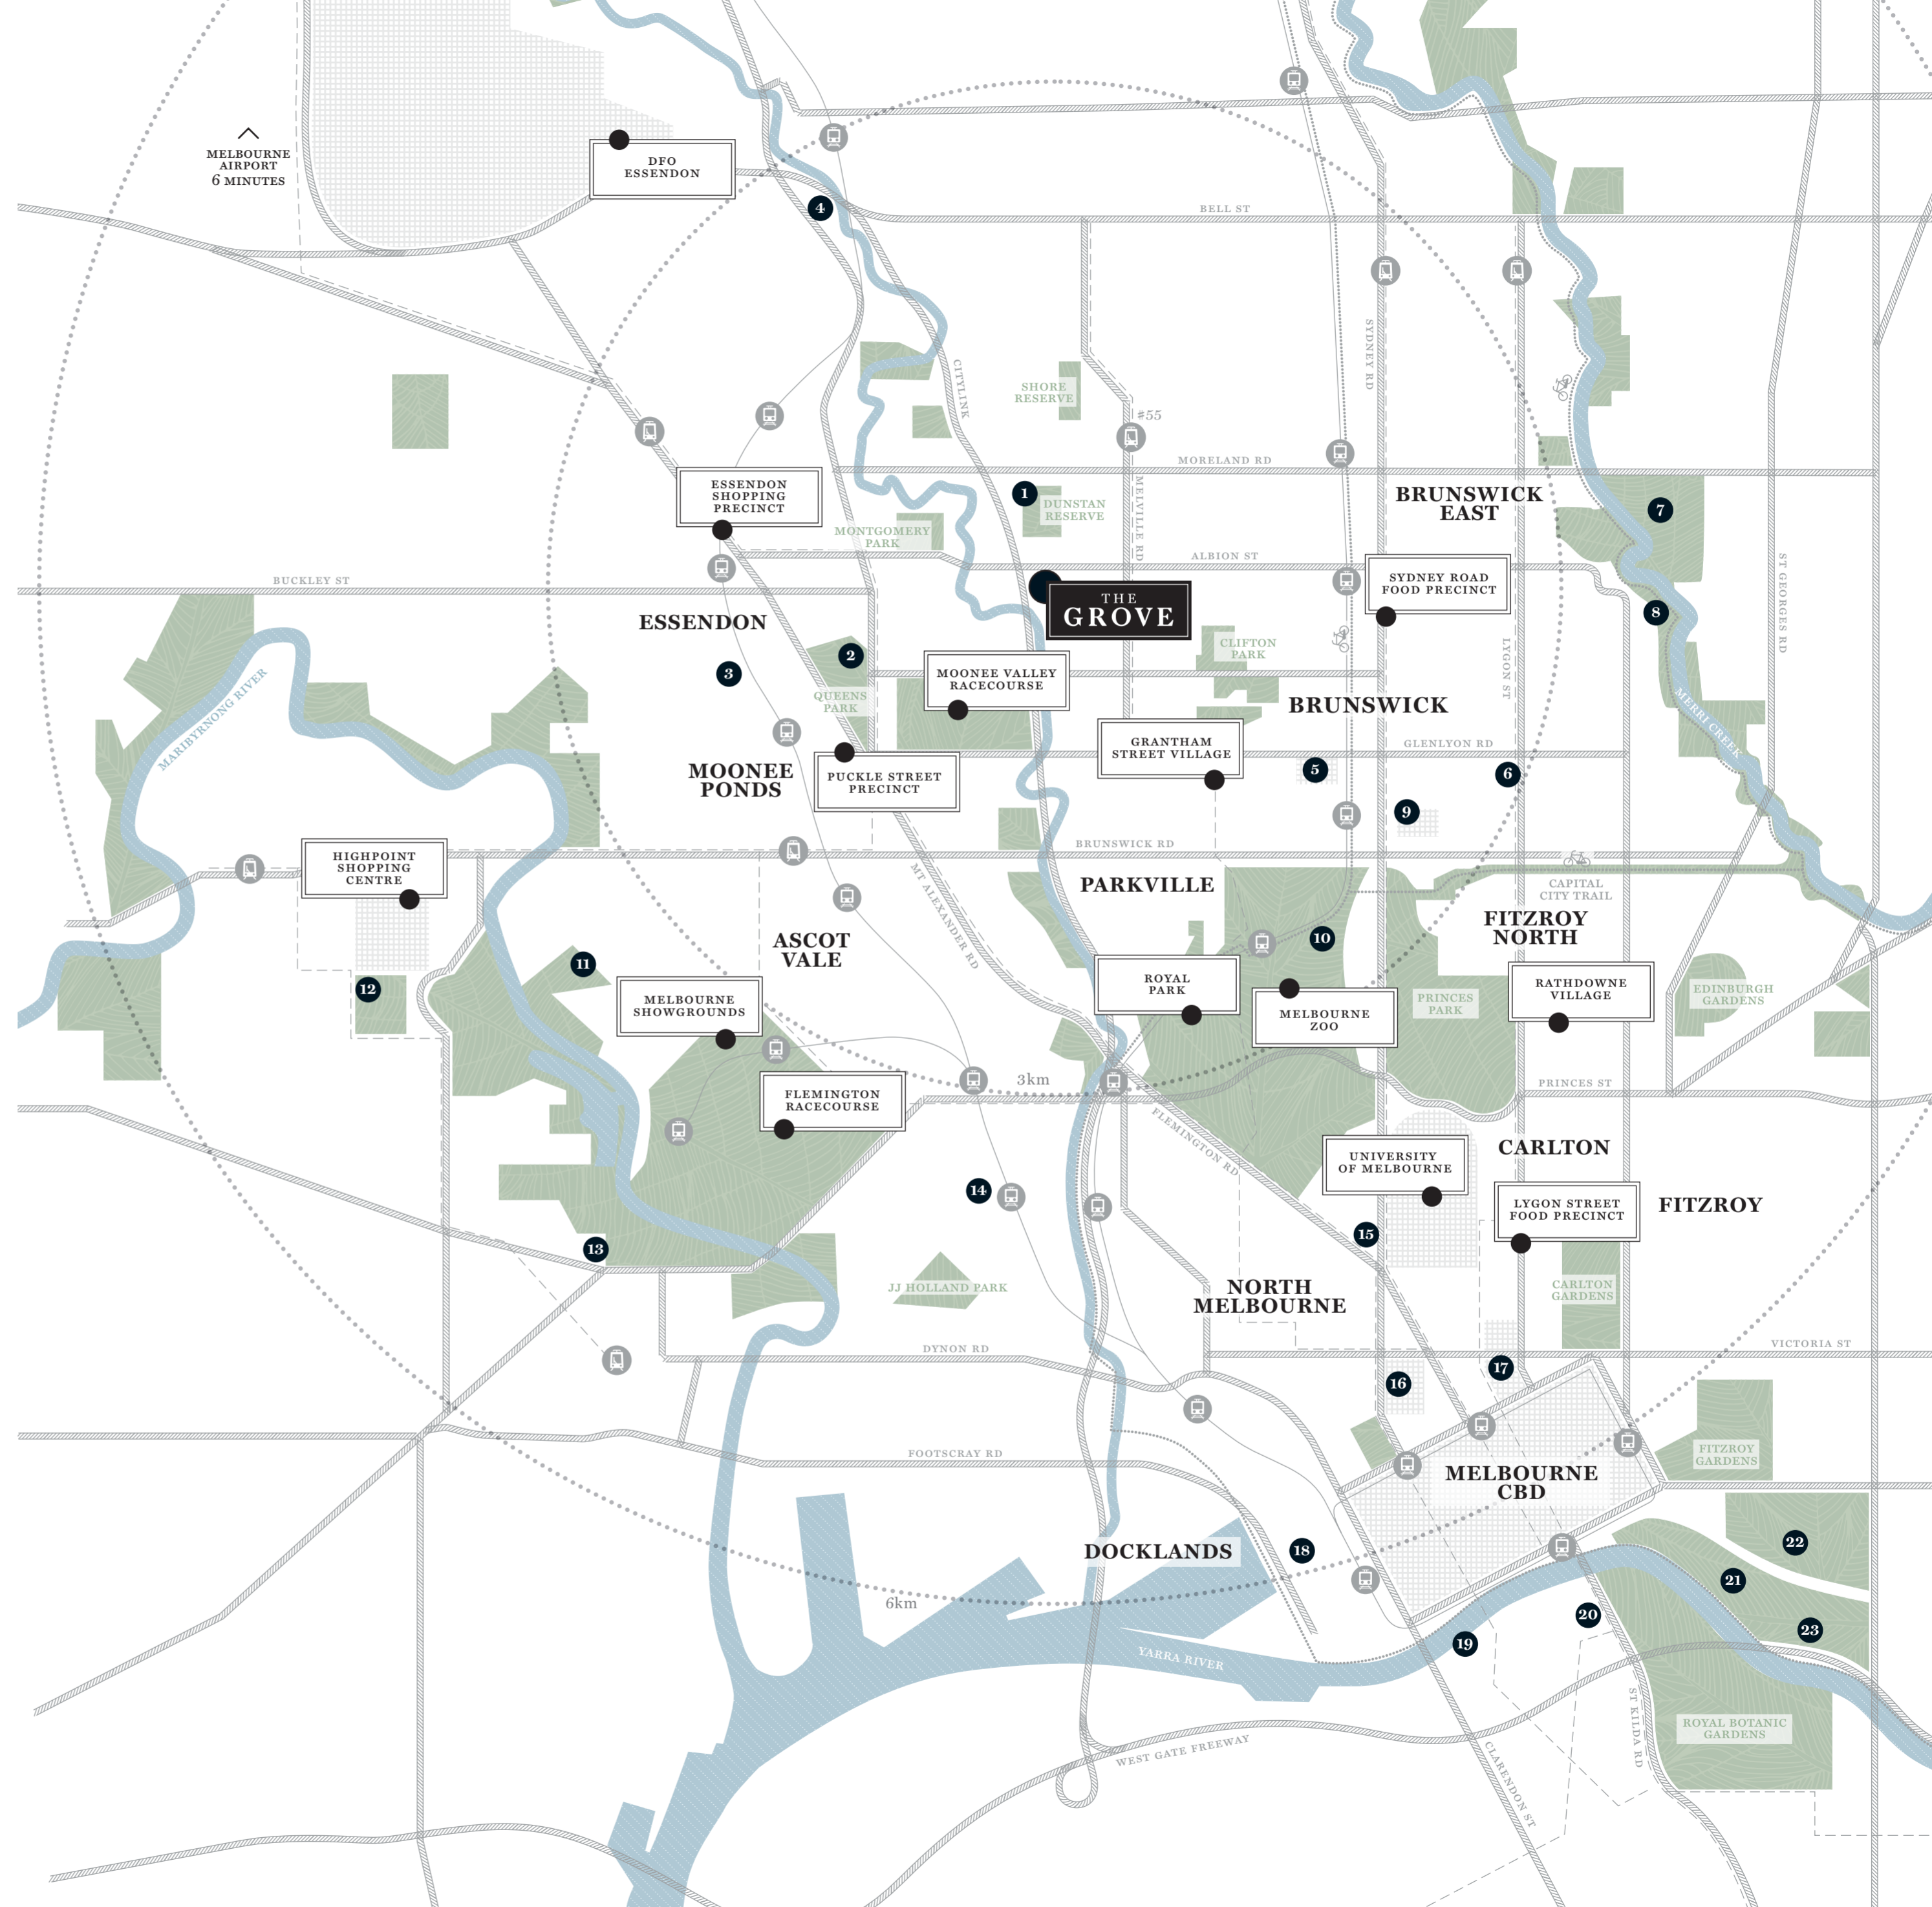 MELBOURNE
AIRPORT
6 MINUTES
DFO
ESSENDON
4
BELL ST
SYDNEY RD
CITYLINK
SHORE
RESERVE
#55
MORELAND RD
ESSENDON
SHOPPING
PRECINCT
1
DUNSTAN
RESERVE
MELVILLE RD
BRUNSWICK
EAST
7
MONTGOMERY
PARK
ALBION ST
ST GEORGES RD
BUCKLEY ST
SYDNEY ROAD
FOOD PRECINCT
THE
GROVE
8
ESSENDON
CLIFTON
PARK
LYGON ST
2
3
MOONEE VALLEY
RACECOURSE
QUEENS
PARK
BRUNSWICK
MERRI CREEK
MARIBYRNONG RIVER
GRANTHAM
STREET VILLAGE
GLENLYON RD
MOONEE
PONDS
PUCKLE STREET
PRECINCT
5
6
9
BRUNSWICK RD
HIGHPOINT
SHOPPING
CENTRE
MT ALEXANDER RD
PARKVILLE
CAPITAL
CITY TRAIL
FITZROY
NORTH
ASCOT
VALE
10
11
12
ROYAL
PARK
RATHDOWNE
VILLAGE
EDINBURGH
GARDENS
MELBOURNE
SHOWGROUNDS
MELBOURNE
ZOO
PRINCES
PARK
3km
PRINCES ST
FLEMINGTON
RACECOURSE
FLEMINGTON RD
CARLTON
UNIVERSITY
OF MELBOURNE
14
LYGON STREET
FOOD PRECINCT
FITZROY
15
13
JJ HOLLAND PARK
NORTH
MELBOURNE
CARLTON
GARDENS
DYNON RD
VICTORIA ST
17
16
FOOTSCRAY RD
FITZROY
GARDENS
MELBOURNE
CBD
DOCKLANDS
18
22
21
6km
20
23
19
YARRA RIVER
ST KILDA RD
ROYAL BOTANIC
GARDENS
WEST GATE FREEWAY
CLARENDON ST